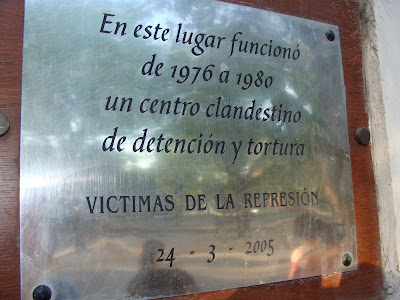 En este lugar funcionó
de 1976 a 1980
un centro clandestino
de detención y tortura
VICTIMAS DE LA REPRESIÓN
24 - 3 - 2005